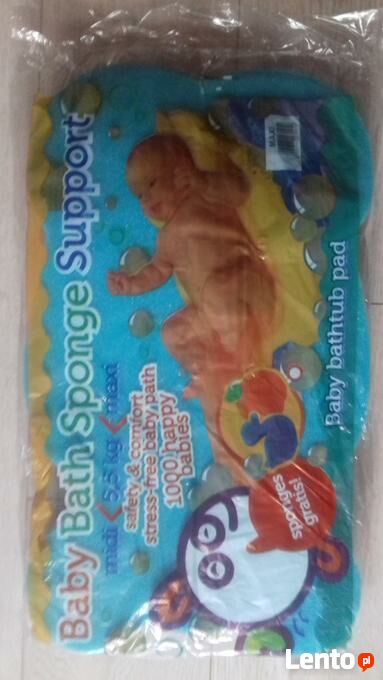 Baby Bath Sponge Support
midi < 5,5 kg < maxi
safety & comfort
stress-free baby path
1000 happy
babies
sponges
gratis!
Baby bathtub pad
MAXI
Lento.pl